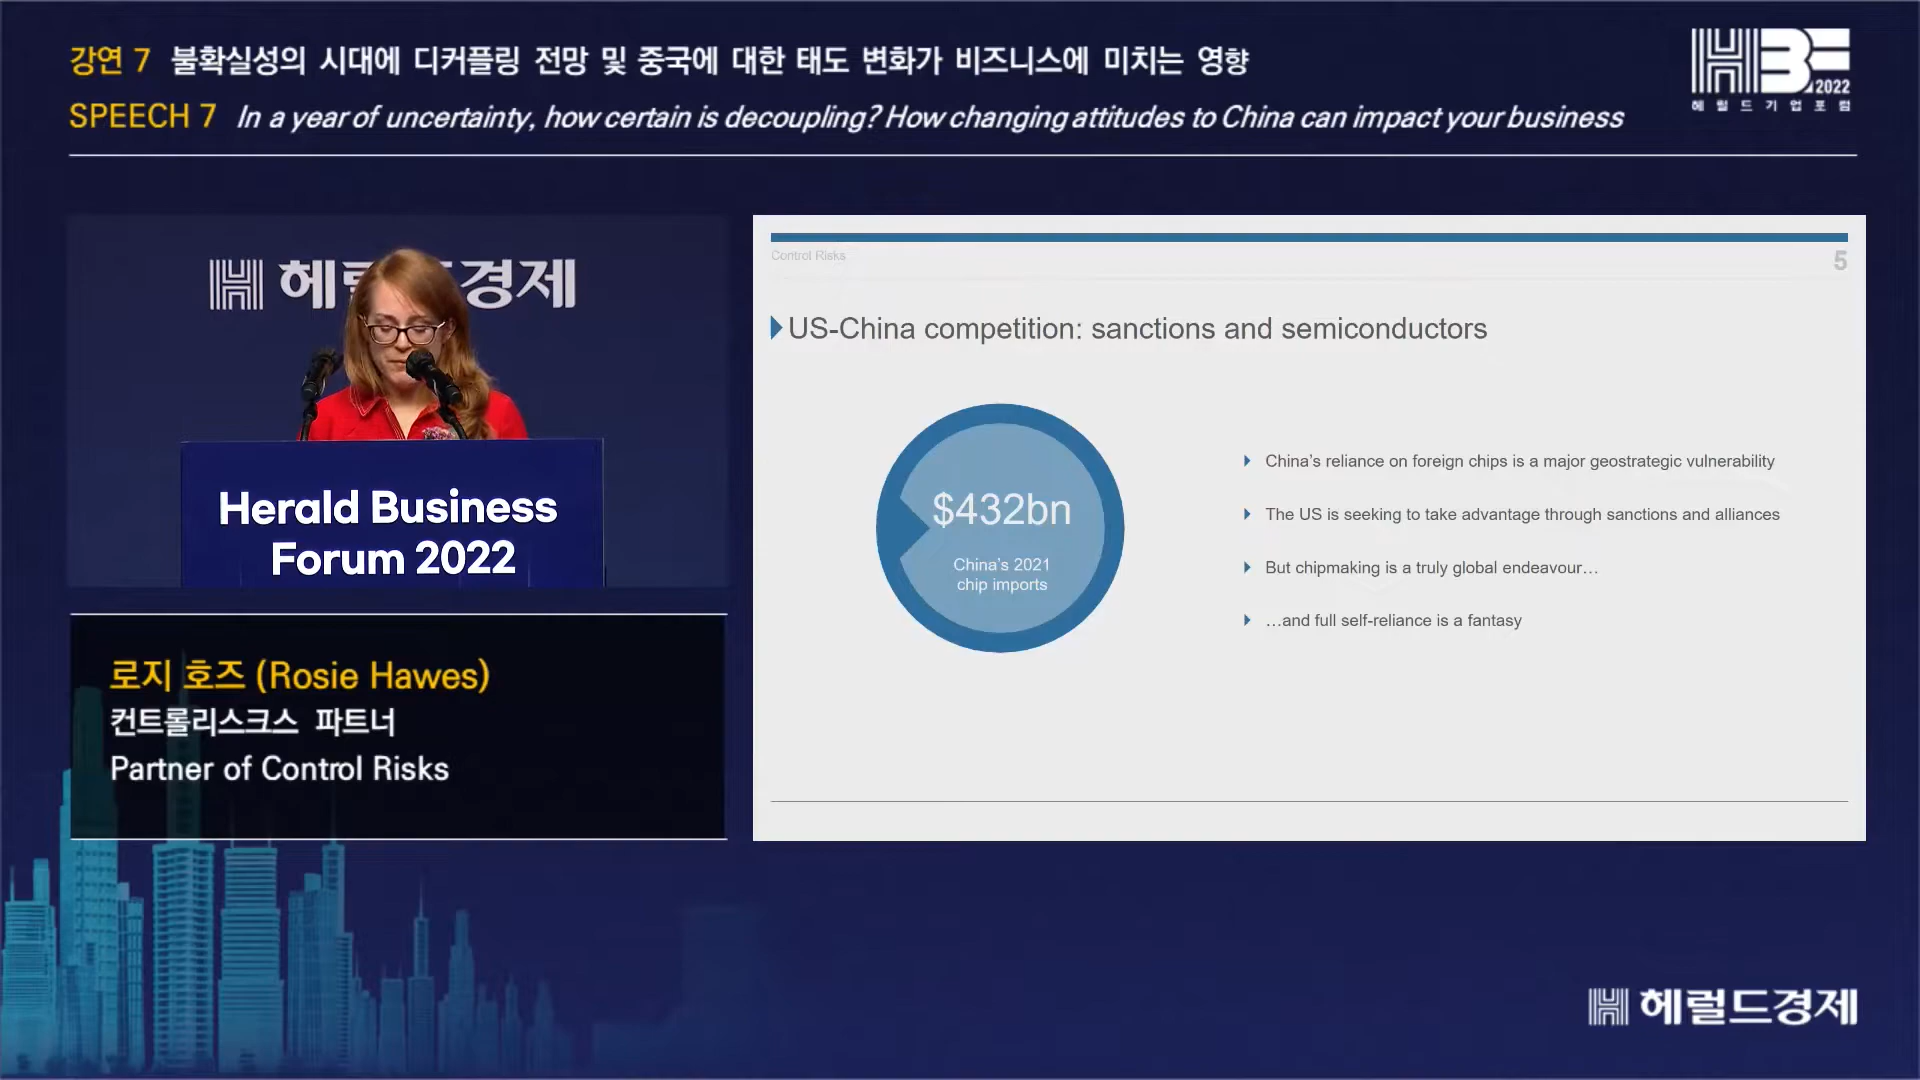 강연 7 불확실성의 시대에 디커플링 전망 및 중국에 대한 태도 변화가 비즈니스에 미치는 영향
SPEECH 7 In a year of uncertainty, how certain is decoupling? How changing attitudes to China can impact your business
HBF 2022
헤럴드기업포럼
헤럴드경제
Herald Business
Forum 2022
로지 호즈 (Rosie Hawes)
컨트롤리스크스 파트너
Partner of Control Risks
Control Risks
5
US-China competition: sanctions and semiconductors
$432bn
China's 2021
chip imports
China's reliance on foreign chips is a major geostrategic vulnerability
The US is seeking to take advantage through sanctions and alliances
But chipmaking is a truly global endeavour…
…and full self-reliance is a fantasy
헤럴드경제